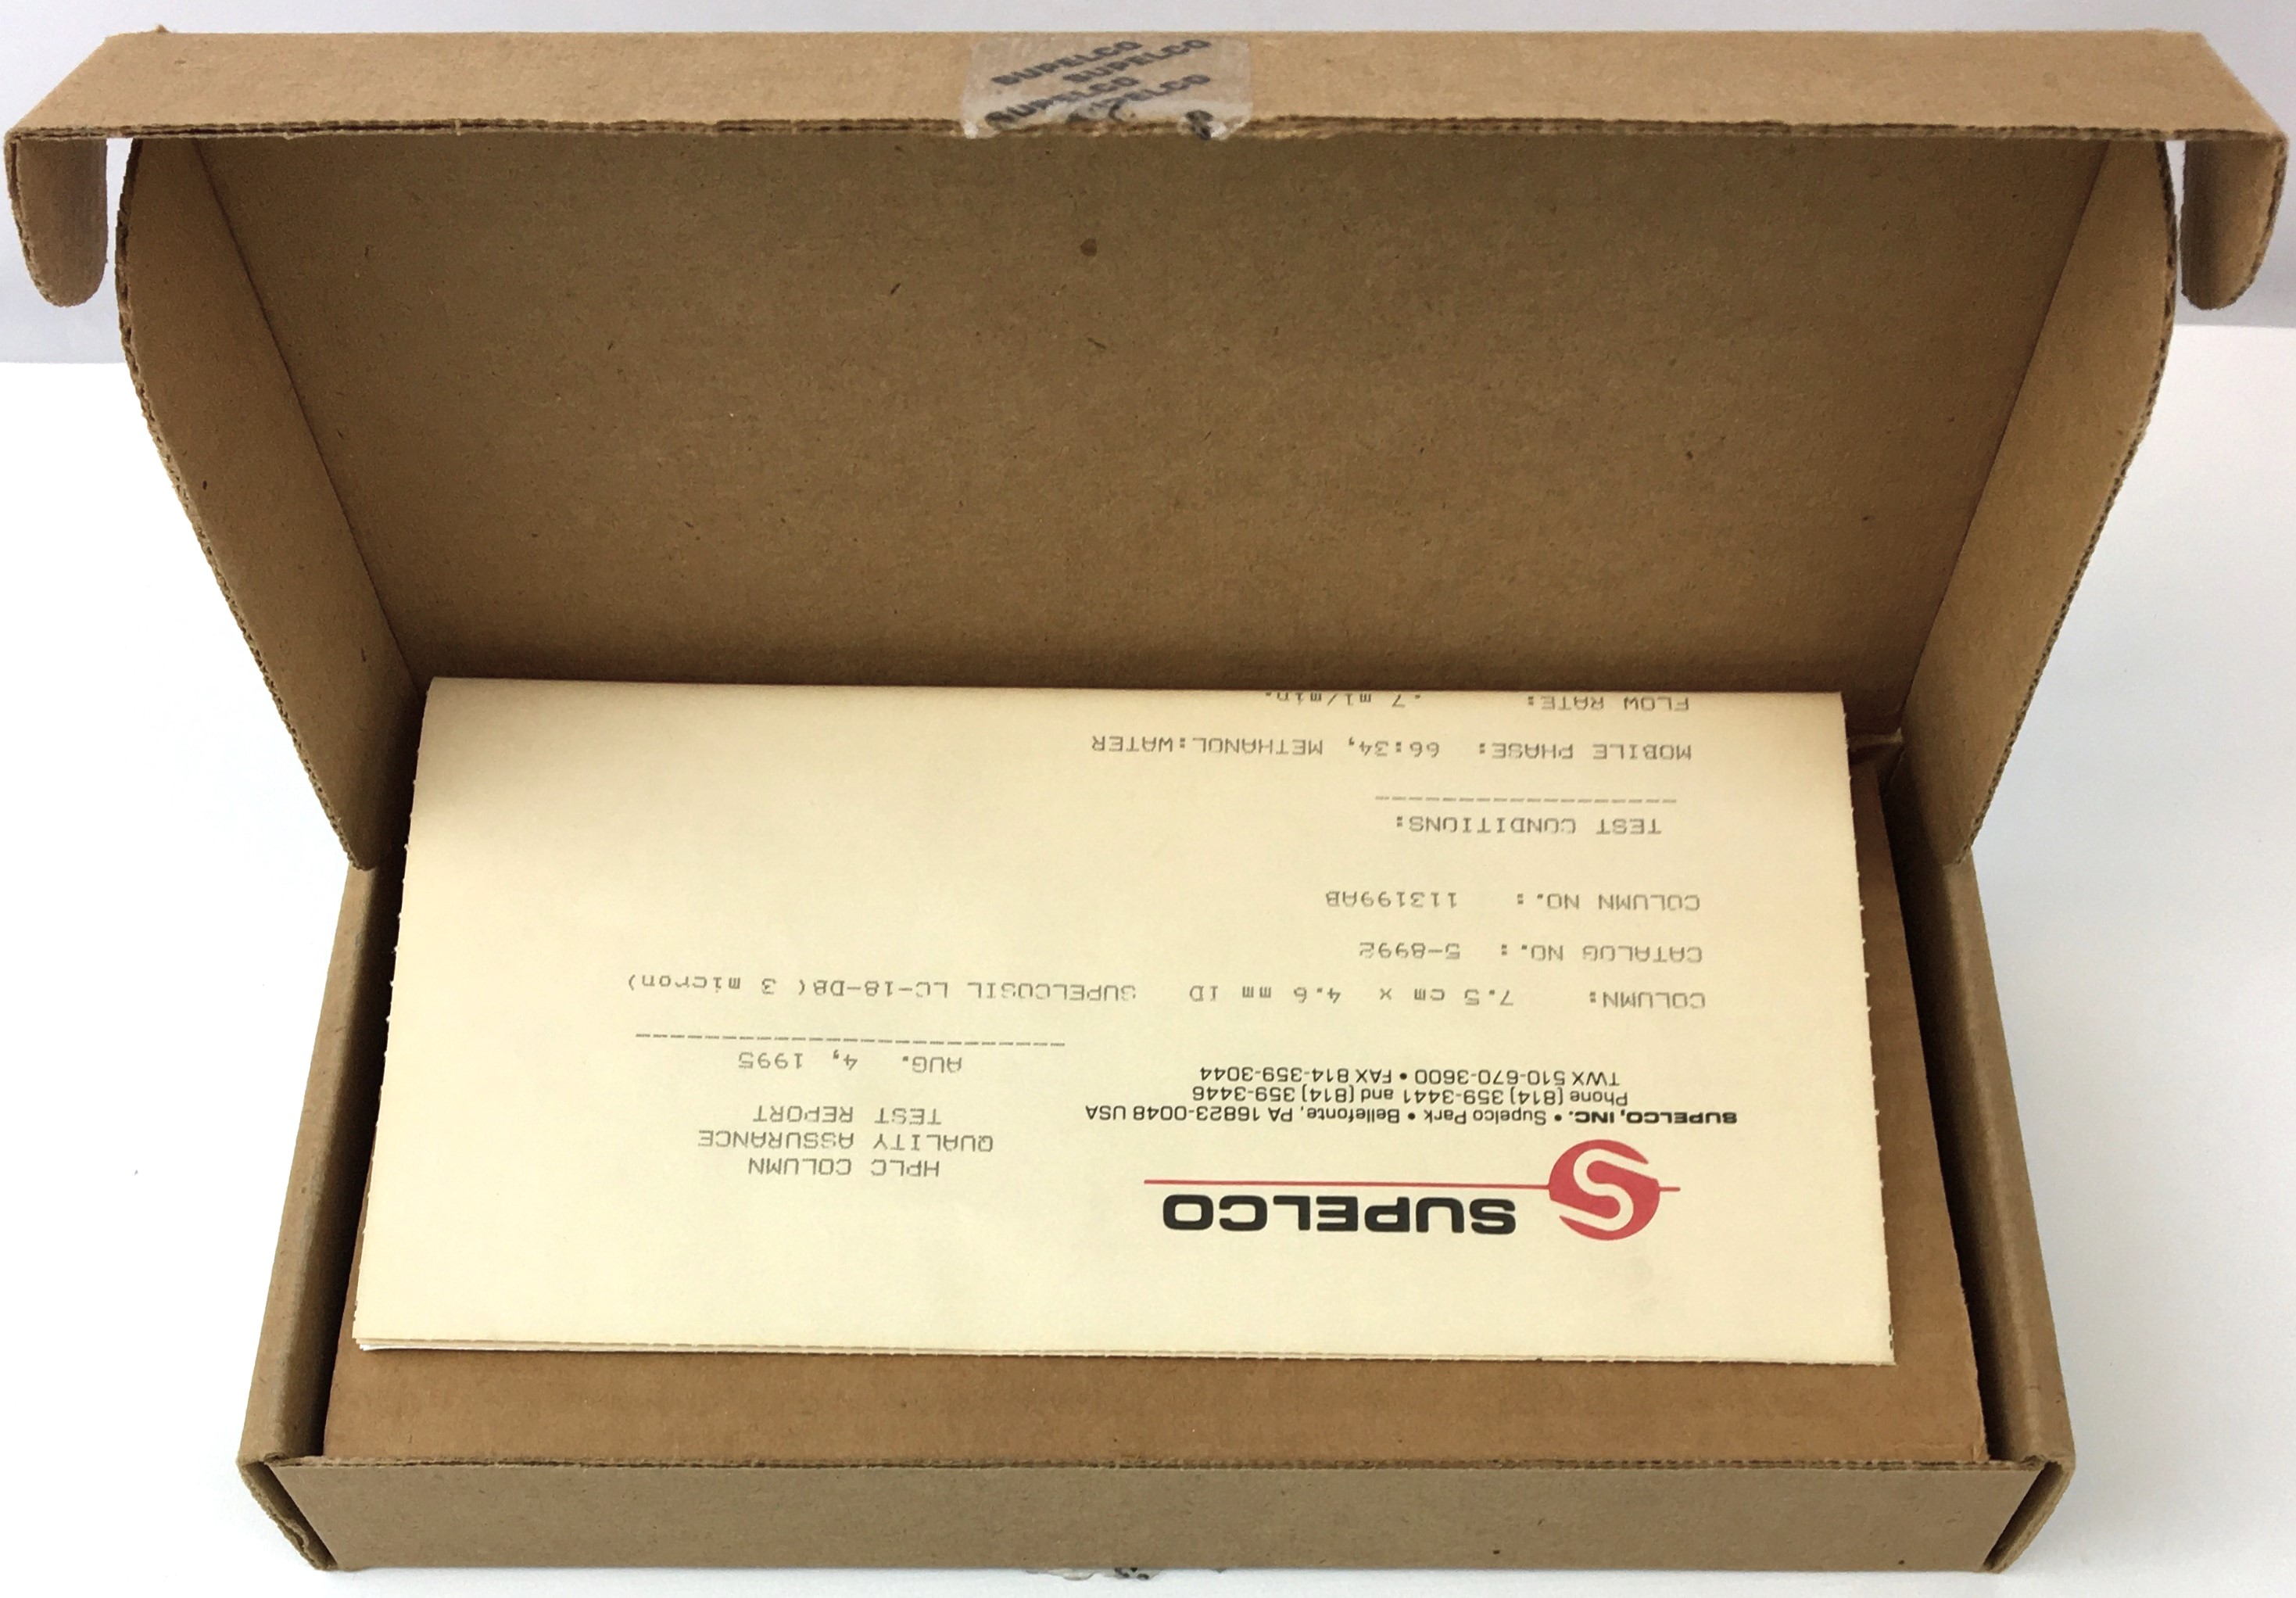 SUPELCO
SUPELCO
SUPELCO
SUPELCO
SUPELCO
SUPELCO, INC. • Supelco Park • Bellefonte, PA 16823-0048 USA
Phone (814) 359-3441 and (814) 359-3446
TWX 510-670-3600 • FAX 814-359-3044
HPLC COLUMN
QUALITY ASSURANCE
TEST REPORT
AUG. 4, 1995
COLUMN: 7.5 cm x 4.6 mm ID SUPELCOSIL LC-18-DB( 3 micron)
CATALOG NO.: 5-8992
COLUMN NO.: 113199AB
TEST CONDITIONS:
MOBILE PHASE: 66:34, METHANOL:WATER
FLOW RATE: .7 ml/min.